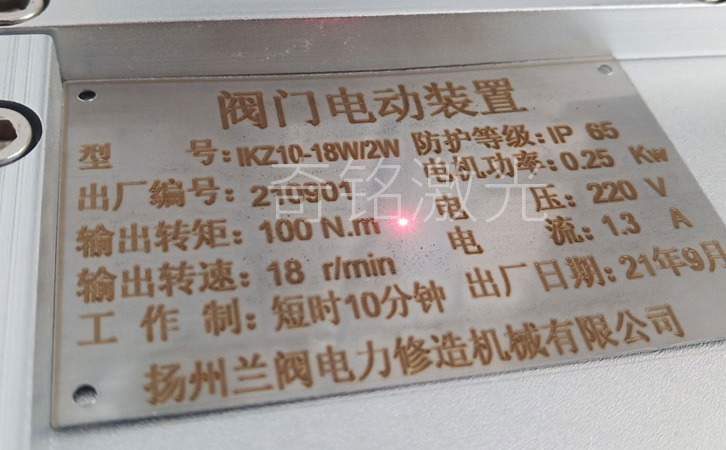 阀门电动装置
型 号:IKZ10-18W/2W 防护等级:IP 65
出厂编号:210901 电机功率:0.25 Kw
输出转矩:100 N.m 电 压:220 V
输出转速:18 r/min 电 流:1.3 A
工 作 制:短时10分钟 出厂日期:21年9月
扬州兰阀电力修造机械有限公司
奇铭激光